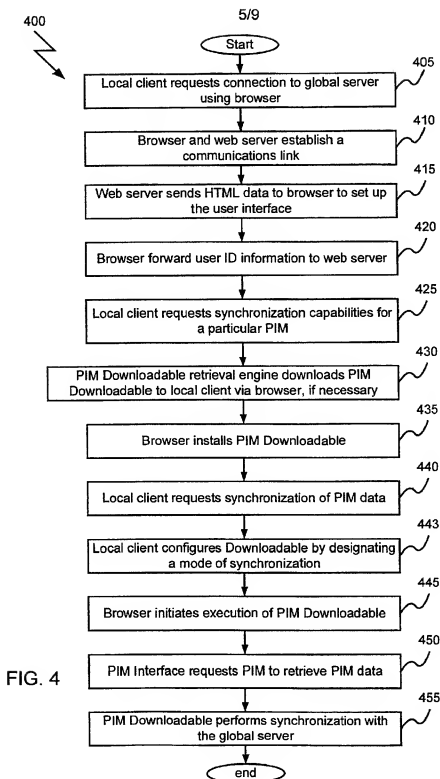 5/9
400
Start
Local client requests connection to global server
using browser
405
Browser and web server establish a
communications link
410
Web server sends HTML data to browser to set up
the user interface
415
Browser forward user ID information to web server
420
Local client requests synchronization capabilities for
a particular PIM
425
PIM Downloadable retrieval engine downloads PIM
Downloadable to local client via browser, if necessary
430
Browser installs PIM Downloadable
435
Local client requests synchronization of PIM data
440
Local client configures Downloadable by designating
a mode of synchronization
443
Browser initiates execution of PIM Downloadable
445
PIM Interface requests PIM to retrieve PIM data
450
PIM Downloadable performs synchronization with
the global server
455
end
FIG. 4